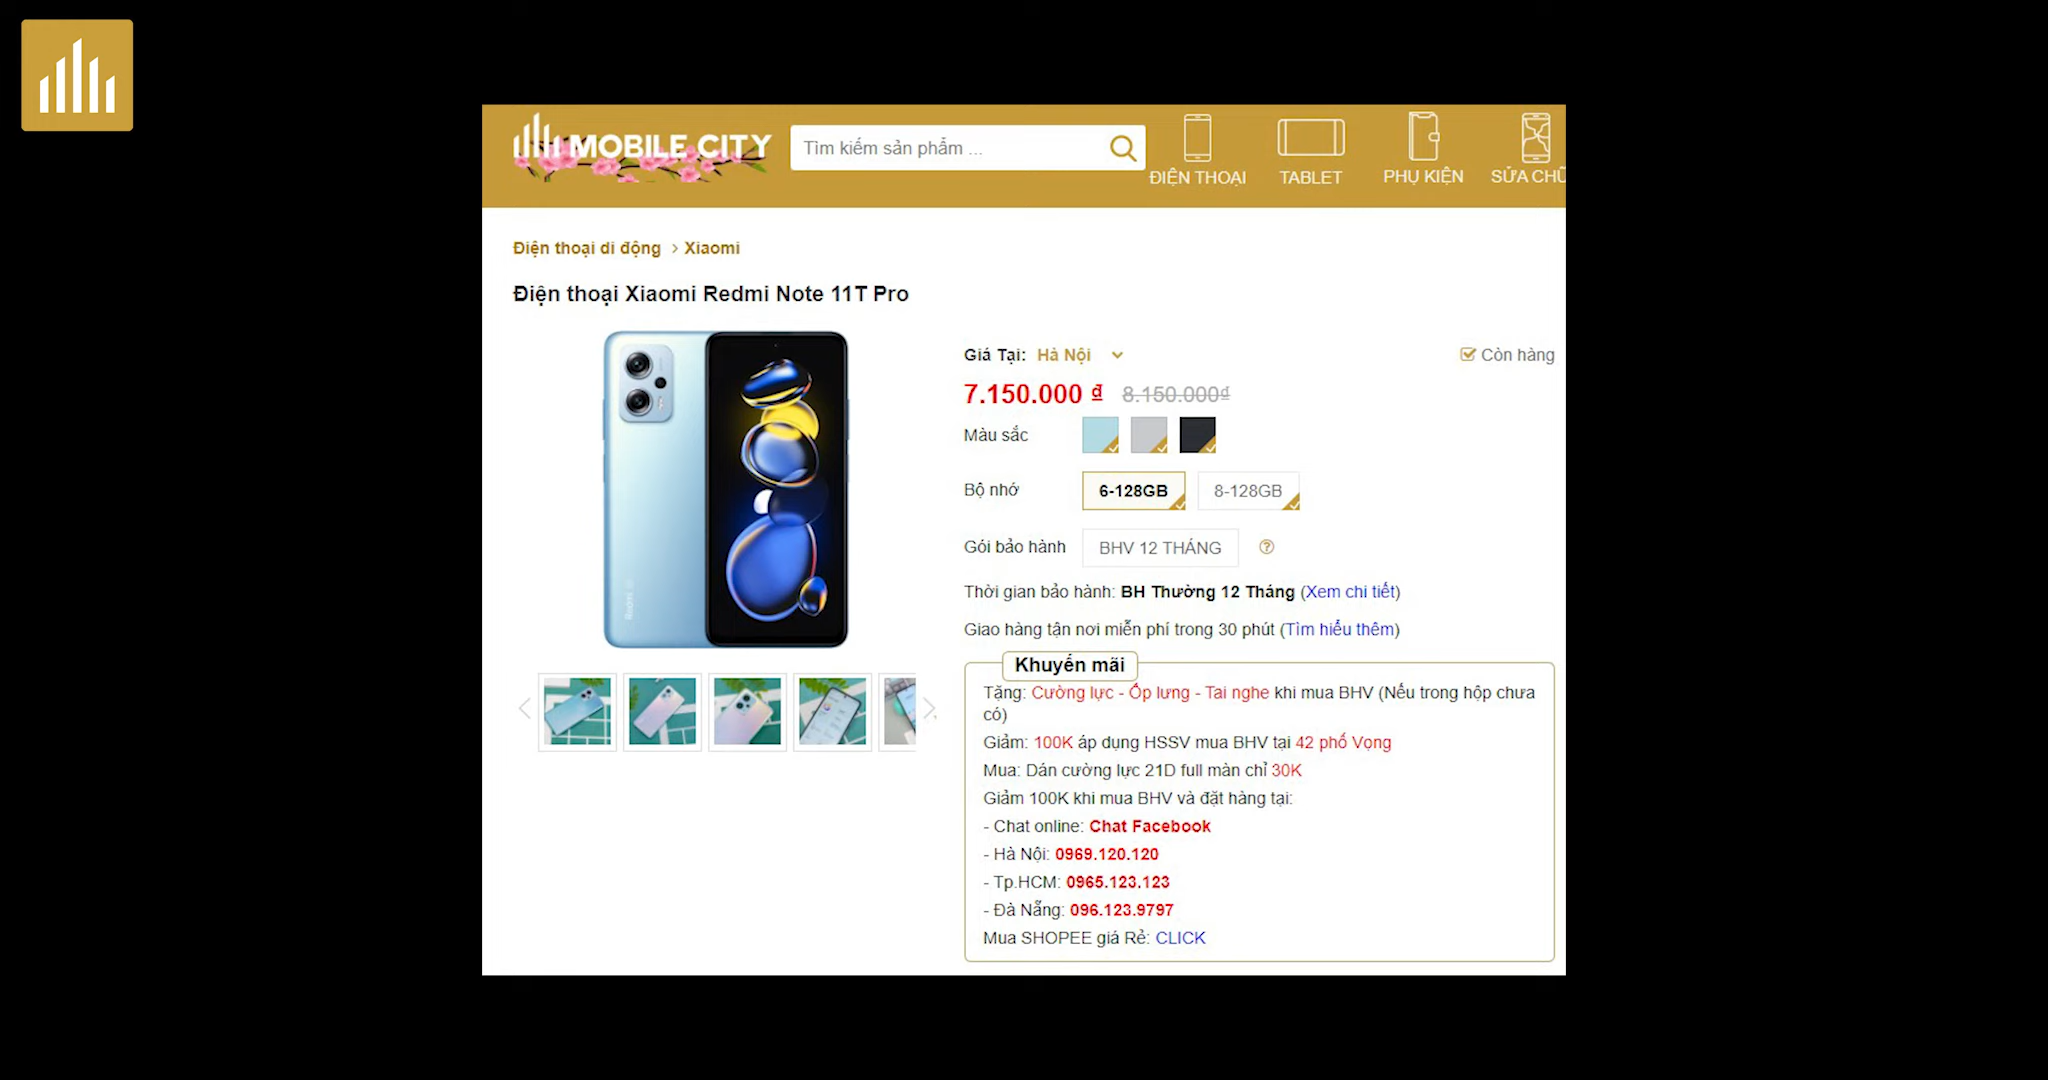 MOBILE CITY
Tìm kiếm sản phẩm ...
ĐIỆN THOẠI
TABLET
PHỤ KIỆN
SỬA CHỮ
Điện thoại di động > Xiaomi
Điện thoại Xiaomi Redmi Note 11T Pro
Giá Tại: Hà Nội
Còn hàng
7.150.000 ₫ 8.150.000₫
Màu sắc
Bộ nhớ 6-128GB 8-128GB
Gói bảo hành BHV 12 THÁNG ?
Thời gian bảo hành: BH Thường 12 Tháng (Xem chi tiết)
Giao hàng tận nơi miễn phí trong 30 phút (Tìm hiểu thêm)
Khuyến mãi
Tặng: Cường lực - Ốp lưng - Tai nghe khi mua BHV (Nếu trong hộp chưa
có)
Giảm: 100K áp dụng HSSV mua BHV tại 42 phố Vọng
Mua: Dán cường lực 21D full màn chỉ 30K
Giảm 100K khi mua BHV và đặt hàng tại:
- Chat online: Chat Facebook
- Hà Nội: 0969.120.120
- Tp.HCM: 0965.123.123
- Đà Nẵng: 096.123.9797
Mua SHOPEE giá Rẻ: CLICK
Redmi